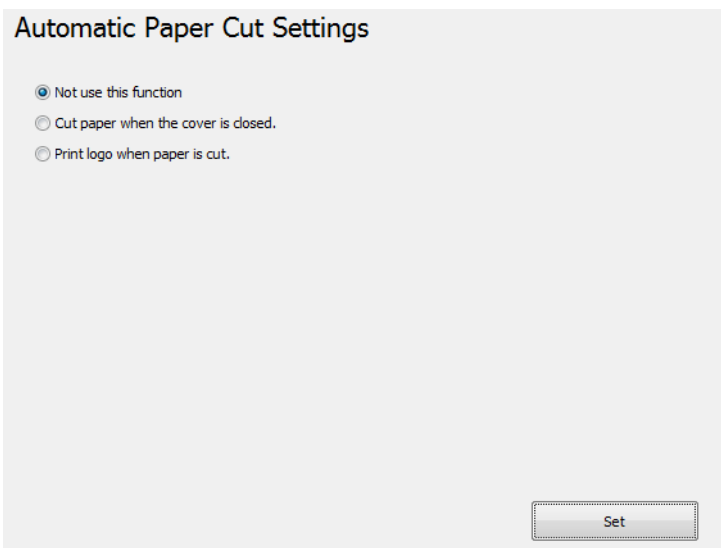 Automatic Paper Cut Settings
Not use this function
Cut paper when the cover is closed.
Print logo when paper is cut.
Set